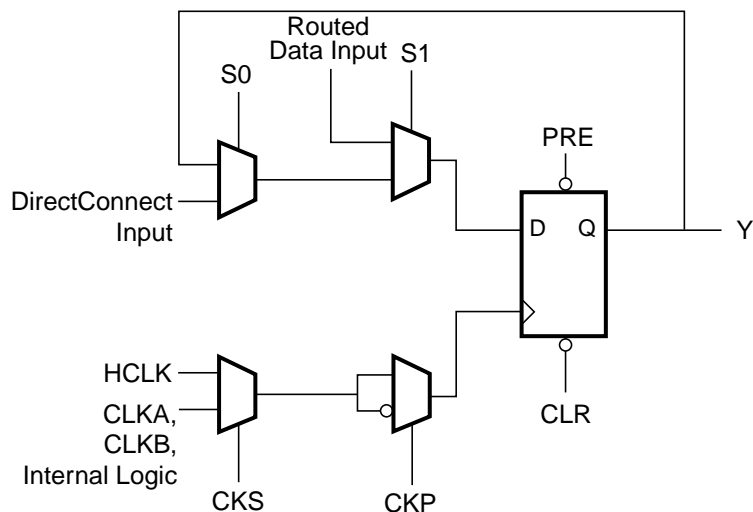 Routed
Data Input
S1
S0
PRE
DirectConnect
Input
D
Q
Y
HCLK
CLKA,
CLKB,
Internal Logic
CLR
CKS
CKP